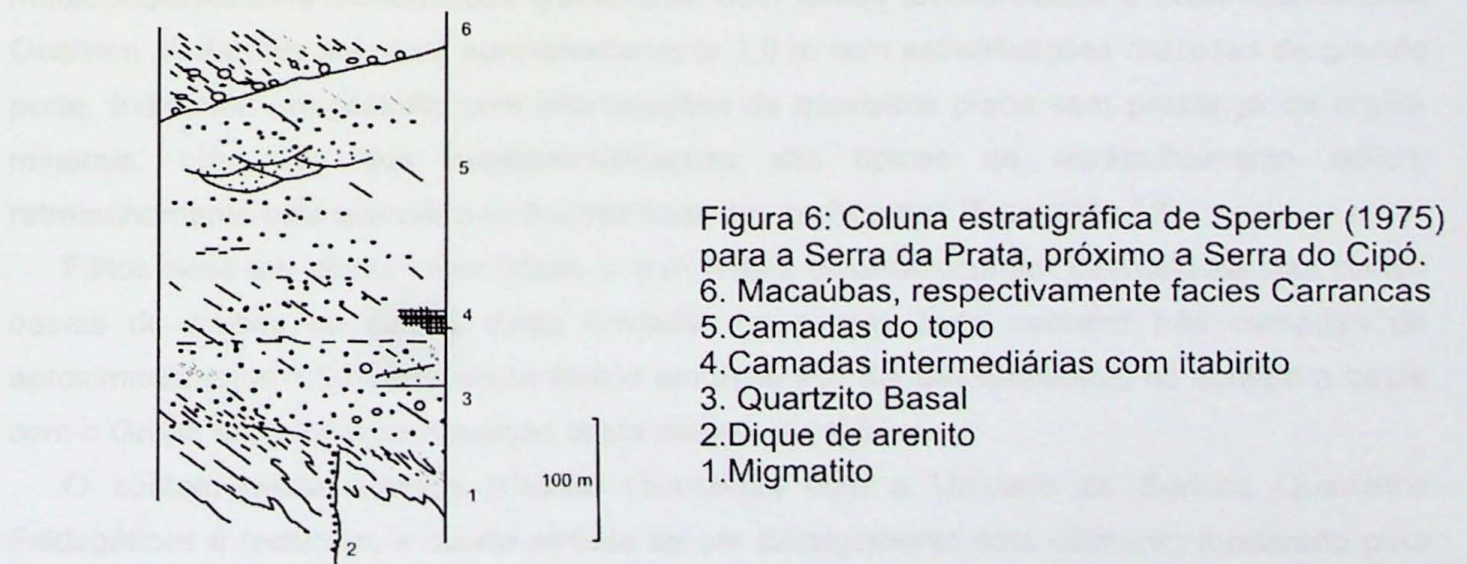 6
5
4
3
1
2
100 m
Figura 6: Coluna estratigráfica de Sperber (1975)
para a Serra da Prata, próximo a Serra do Cipó.
6. Macaúbas, respectivamente facies Carrancas
5.Camadas do topo
4.Camadas intermediárias com itabirito
3. Quartzito Basal
2.Dique de arenito
1.Migmatito